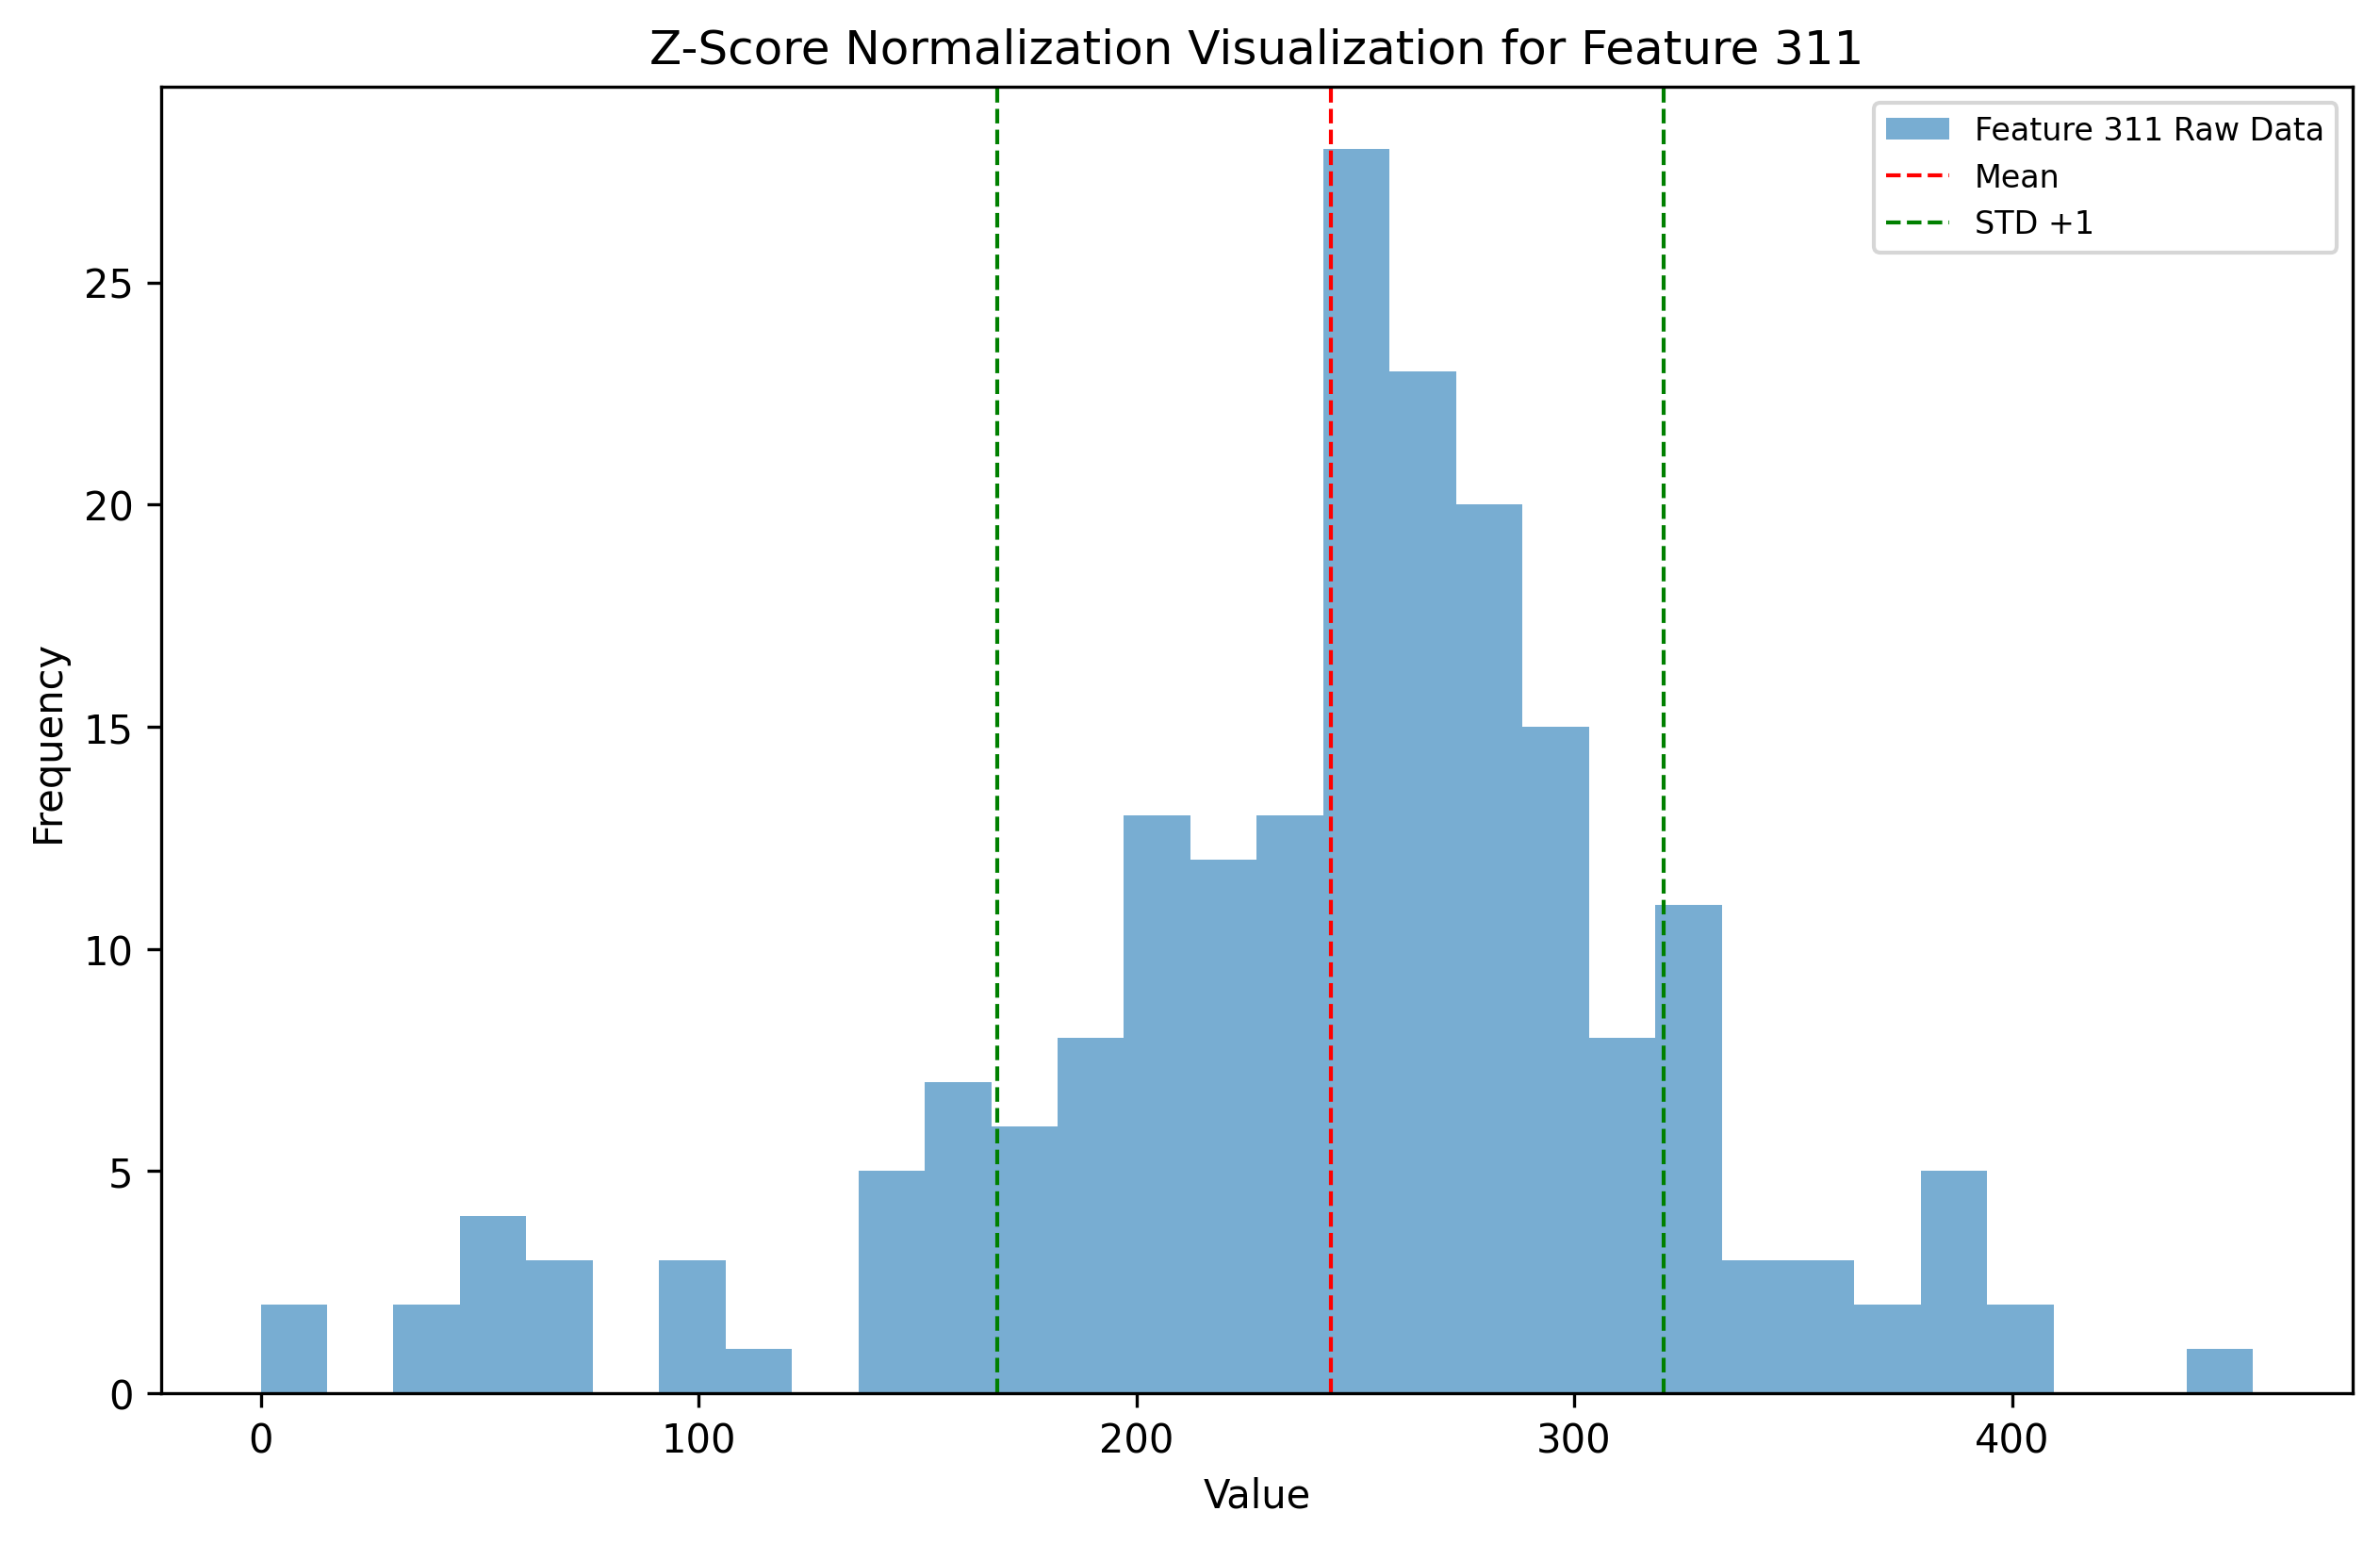 Z-Score Normalization Visualization for Feature 311
Feature 311 Raw Data
Mean
STD +1
Frequency
25
20
15
10
5
0
0 100 200 300 400
Value